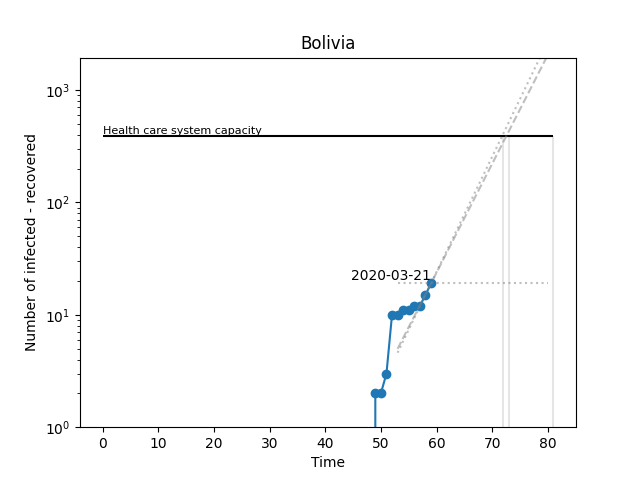 Bolivia
Number of infected - recovered
10³
10²
10¹
10⁰
Health care system capacity
2020-03-21
0 10 20 30 40 50 60 70 80
Time